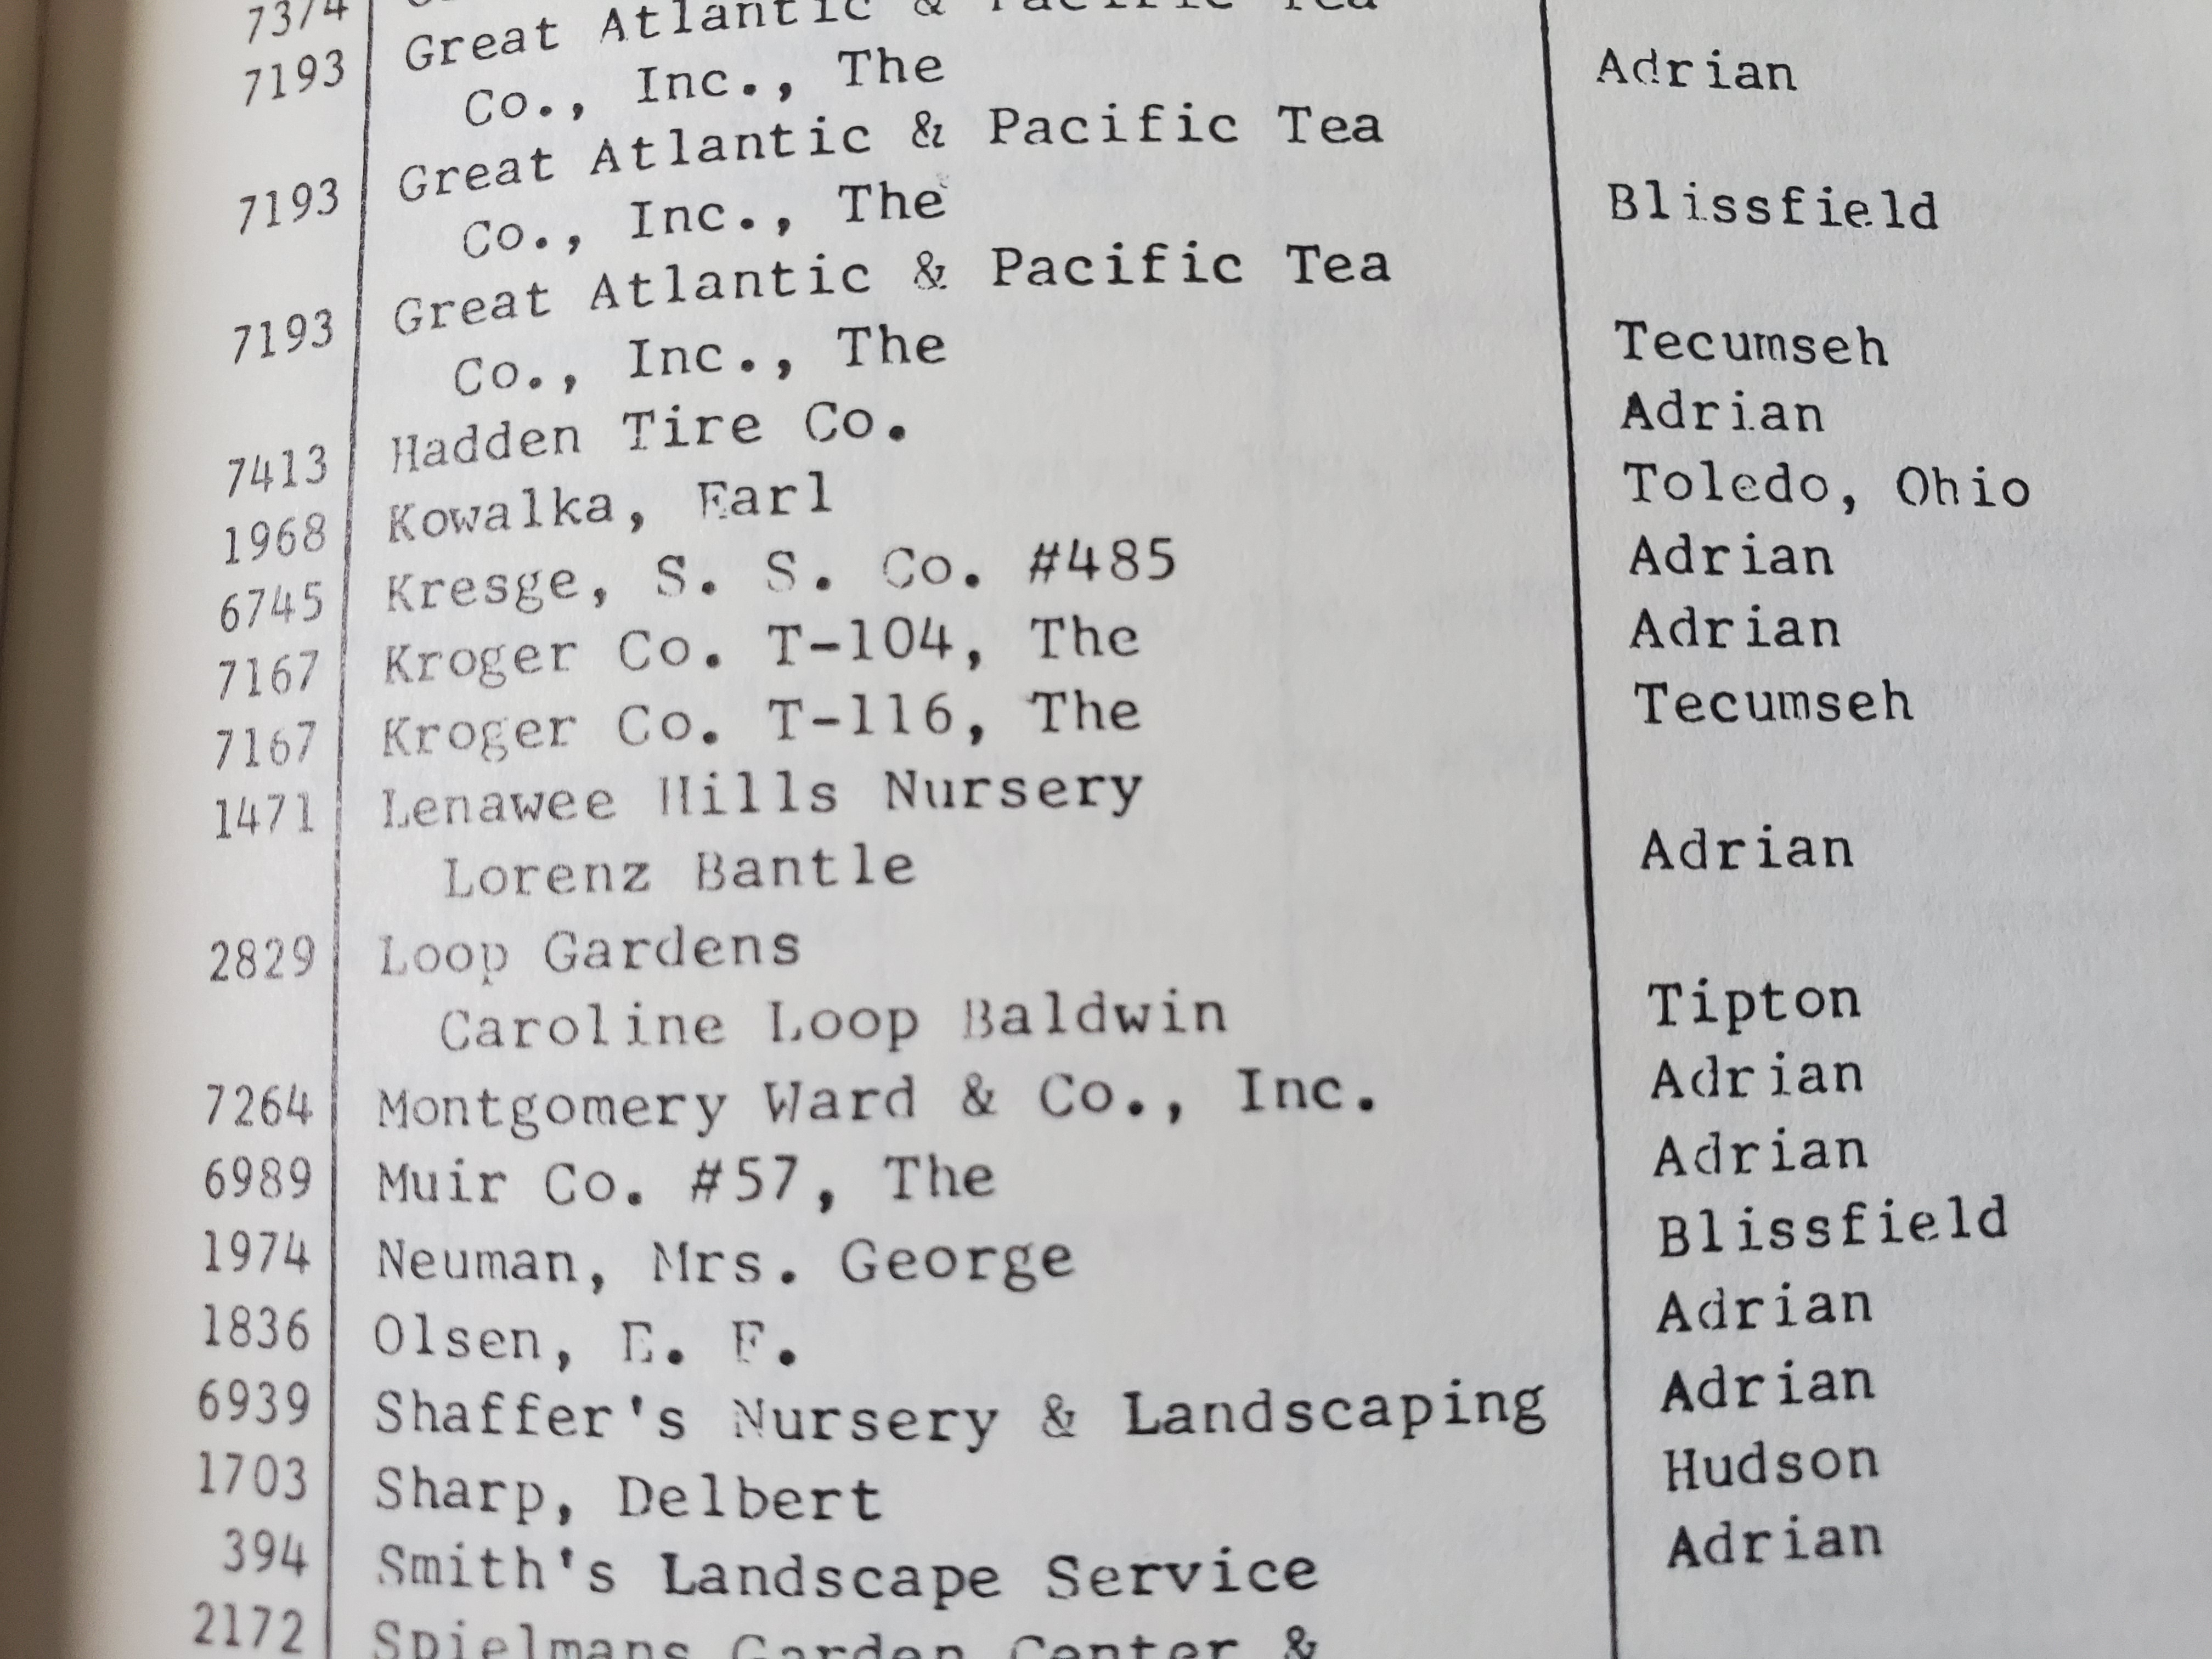 7374
7193 Great Atlantic & Pacific Tea
Co., Inc., The Adrian
7193 Great Atlantic & Pacific Tea
Co., Inc., The Blissfield
7193 Great Atlantic & Pacific Tea
Co., Inc., The Tecumseh
7413 Hadden Tire Co. Adrian
1968 Kowalka, Earl Toledo, Ohio
6745 Kresge, S. S. Co. #485 Adrian
7167 Kroger Co. T-104, The Adrian
7167 Kroger Co. T-116, The Tecumseh
1471 Lenawee Hills Nursery
Lorenz Bantle Adrian
2829 Loop Gardens
Caroline Loop Baldwin Tipton
7264 Montgomery Ward & Co., Inc. Adrian
6989 Muir Co. #57, The Adrian
1974 Neuman, Mrs. George Blissfield
1836 Olsen, E. F. Adrian
6939 Shaffer's Nursery & Landscaping Adrian
1703 Sharp, Delbert Hudson
394 Smith's Landscape Service Adrian
2172 Spielmans Garden Center &